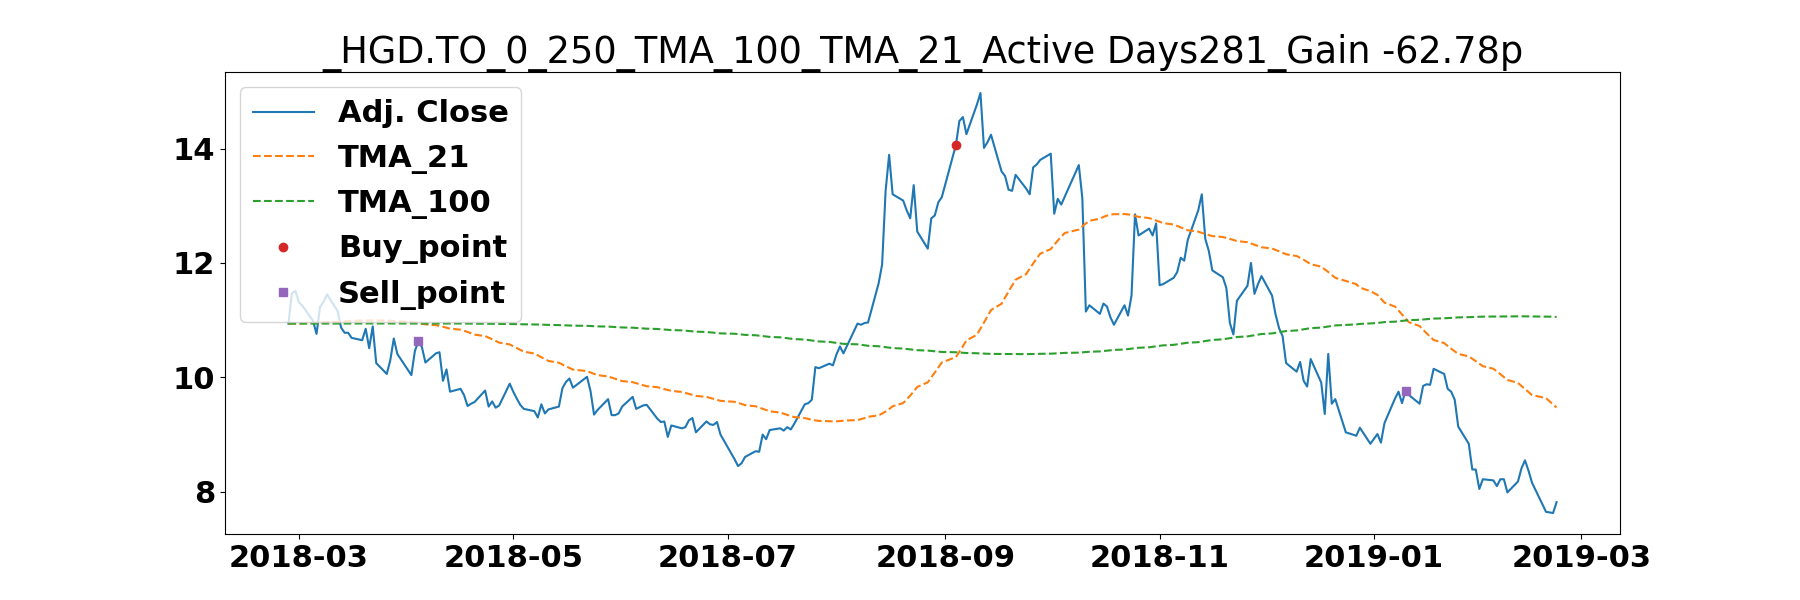 _HGD.TO_0_250_TMA_100_TMA_21_Active Days281_Gain -62.78p
Adj. Close
TMA_21
TMA_100
Buy_point
Sell_point
14
12
10
8
2018-03 2018-05 2018-07 2018-09 2018-11 2019-01 2019-03